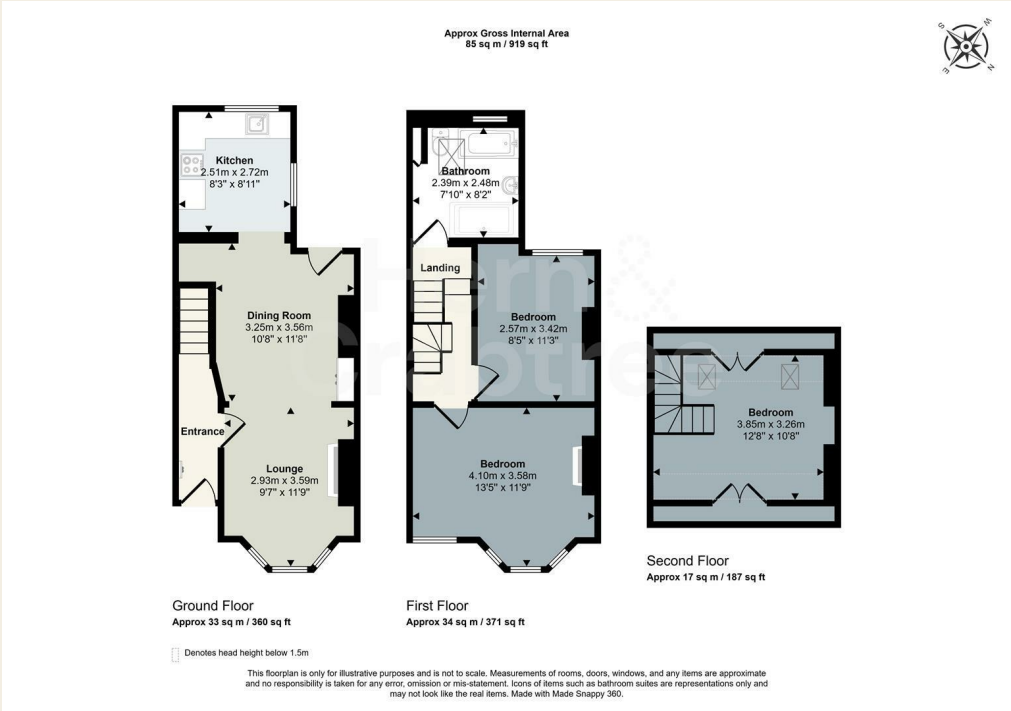 Approx Gross Internal Area
85 sq m / 919 sq ft
S
W
E
N
Kitchen
2.51m x 2.72m
8'3" x 8'11"
Bathroom
2.39m x 2.48m
7'10" x 8'2"
Landing
Dining Room
3.25m x 3.56m
10'8" x 11'8"
Bedroom
2.57m x 3.42m
8'5" x 11'3"
Hern &
Crabtree
Entrance
Lounge
2.93m x 3.59m
9'7" x 11'9"
Bedroom
4.10m x 3.58m
13'5" x 11'9"
Bedroom
3.85m x 3.26m
12'8" x 10'8"
Second Floor
Approx 17 sq m / 187 sq ft
Ground Floor
Approx 33 sq m / 360 sq ft
First Floor
Approx 34 sq m / 371 sq ft
Denotes head height below 1.5m
This floorplan is only for illustrative purposes and is not to scale. Measurements of rooms, doors, windows, and any items are approximate
and no responsibility is taken for any error, omission or mis-statement. Icons of items such as bathroom suites are representations only and
may not look like the real items. Made with Made Snappy 360.